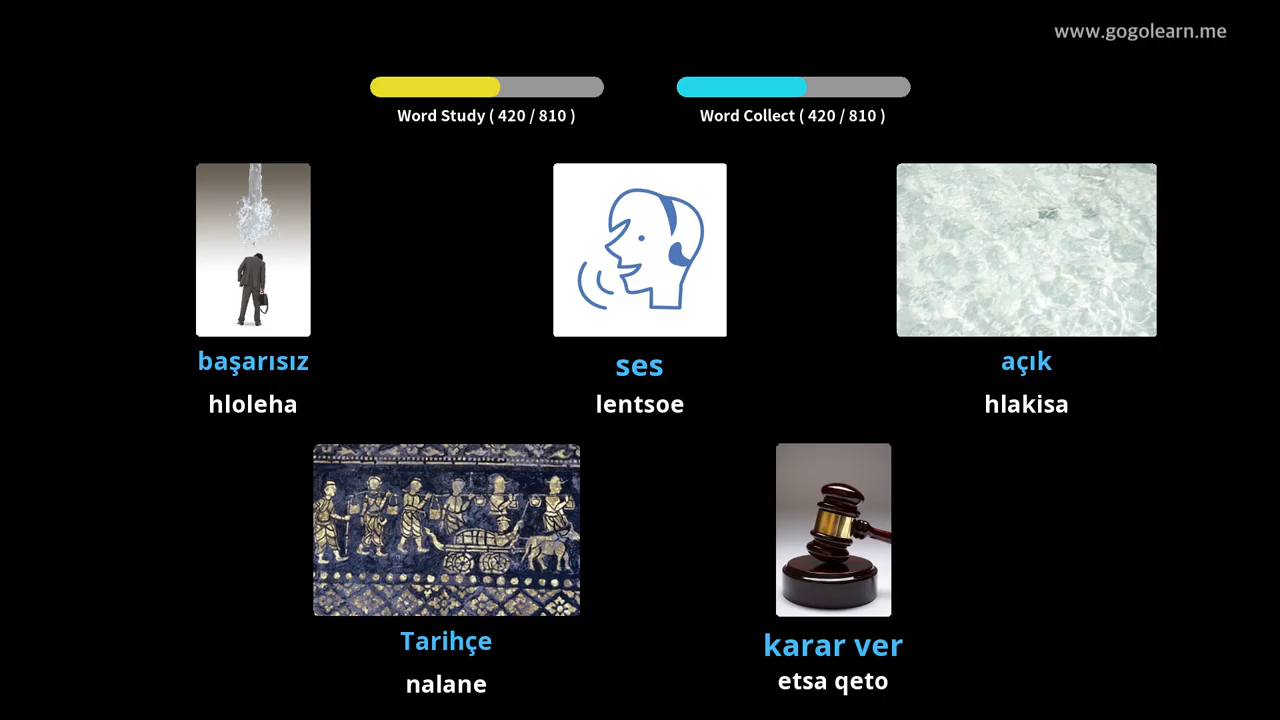 www.gogolearn.me
Word Study ( 420 / 810 )
Word Collect ( 420 / 810 )
başarısız
hloleha
ses
lentsoe
açık
hlakisa
Tarihçe
nalane
karar ver
etsa qeto